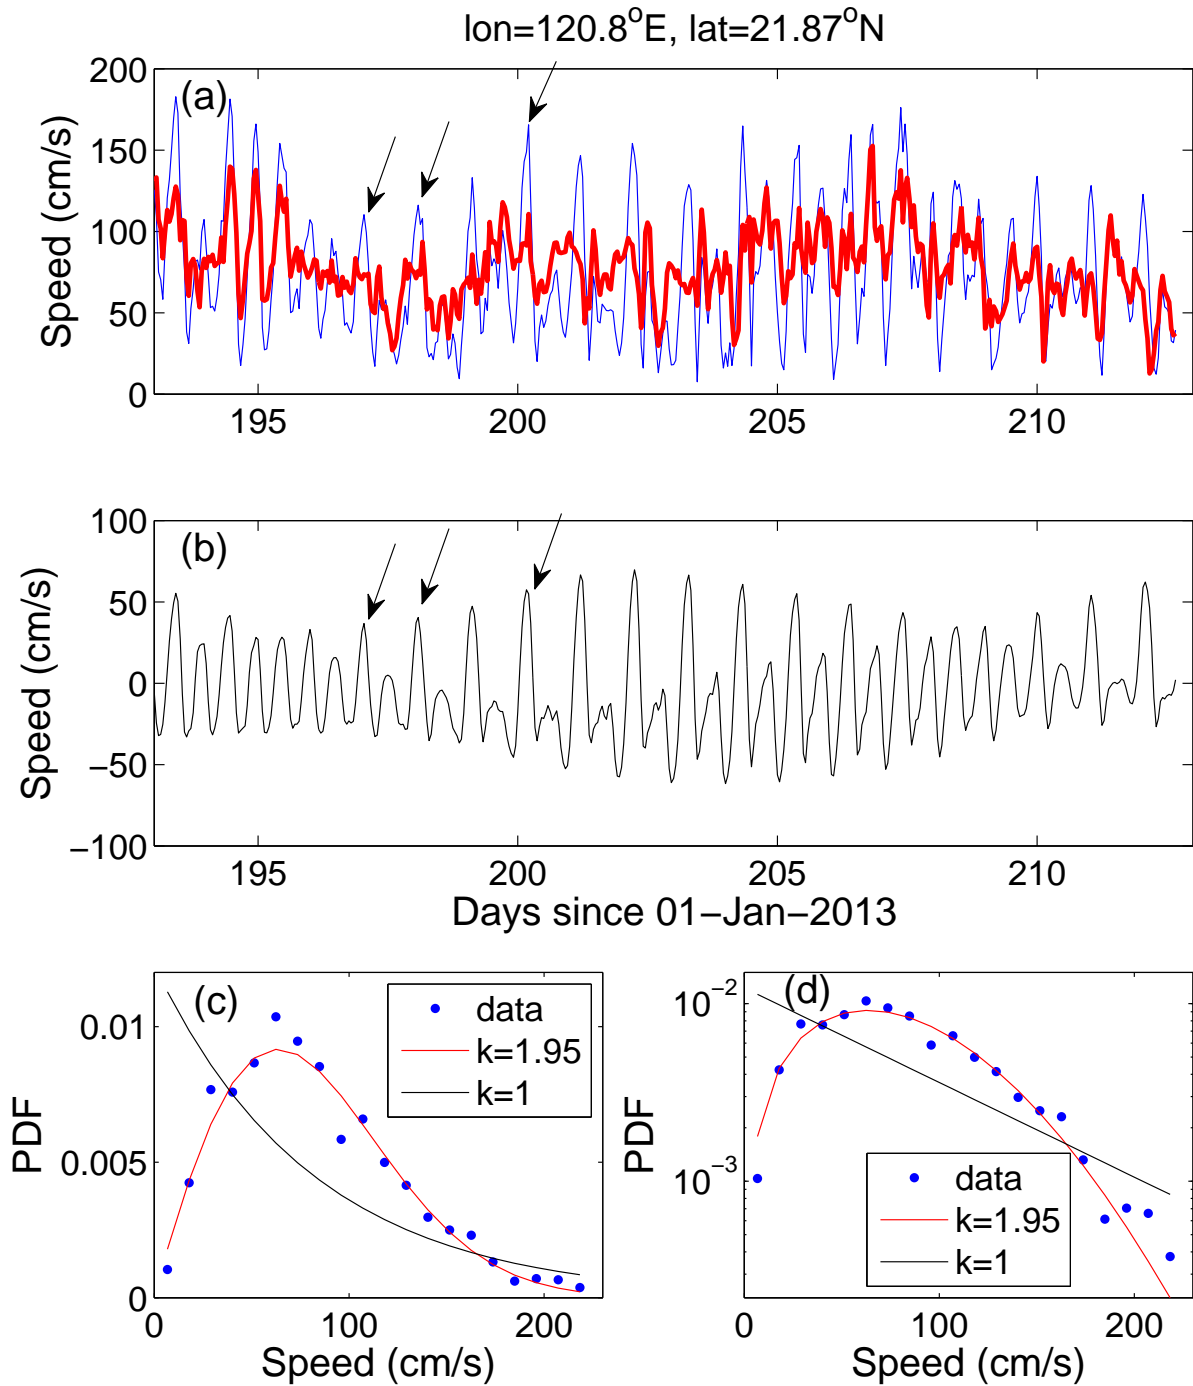 lon=120.8°E, lat=21.87°N
(a)
Speed (cm/s)
200
150
100
50
0
195 200 205 210
(b)
Speed (cm/s)
100
50
0
−50
−100
195 200 205 210
Days since 01−Jan−2013
(c)
PDF
0.01
0.005
0
0 100 200
Speed (cm/s)
data
k=1.95
k=1
(d)
PDF
10⁻²
10⁻³
0 100 200
Speed (cm/s)
data
k=1.95
k=1